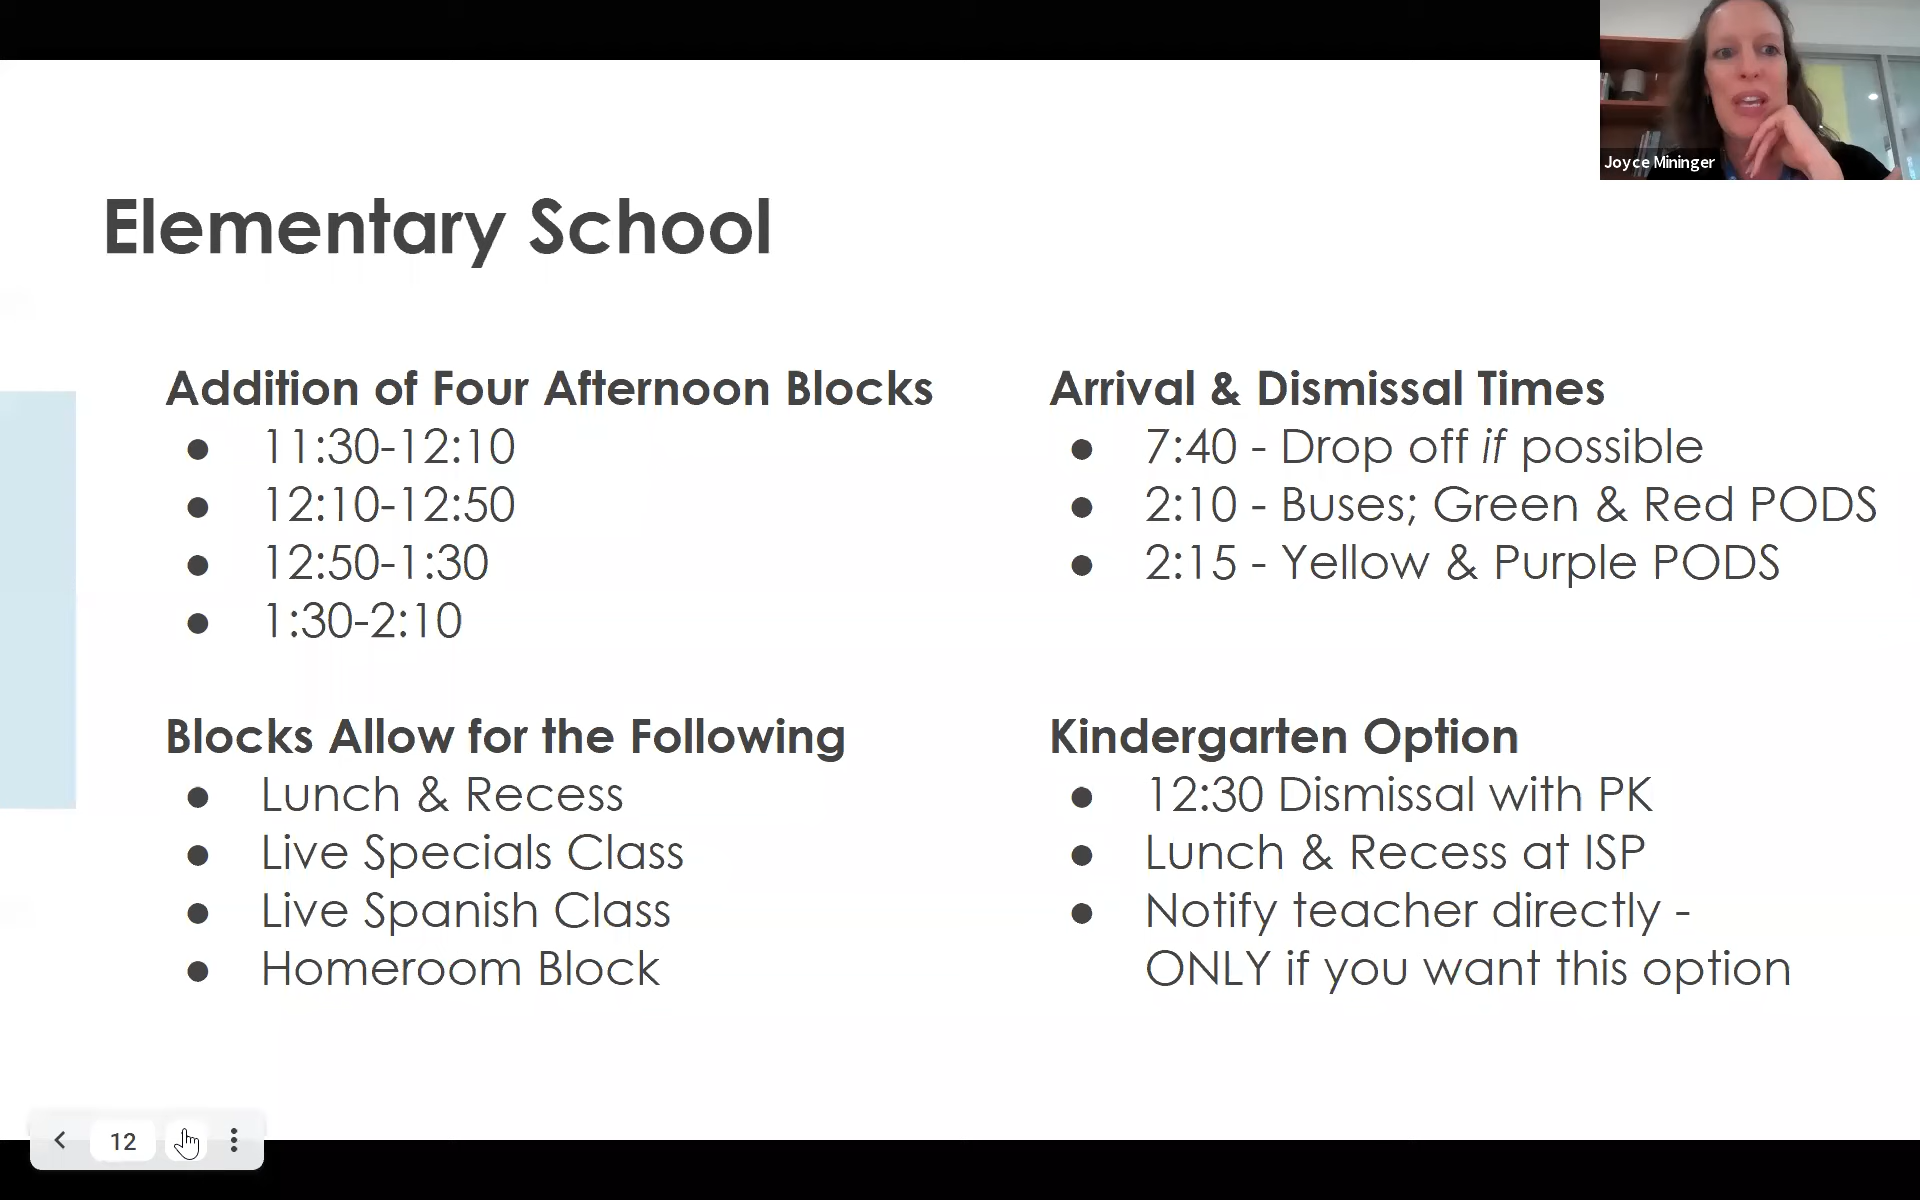 Joyce Mininger
Elementary School
Addition of Four Afternoon Blocks
● 11:30-12:10
● 12:10-12:50
● 12:50-1:30
● 1:30-2:10
Blocks Allow for the Following
● Lunch & Recess
● Live Specials Class
● Live Spanish Class
● Homeroom Block
Arrival & Dismissal Times
● 7:40 - Drop off if possible
● 2:10 - Buses; Green & Red PODS
● 2:15 - Yellow & Purple PODS
Kindergarten Option
● 12:30 Dismissal with PK
● Lunch & Recess at ISP
● Notify teacher directly -
ONLY if you want this option
12